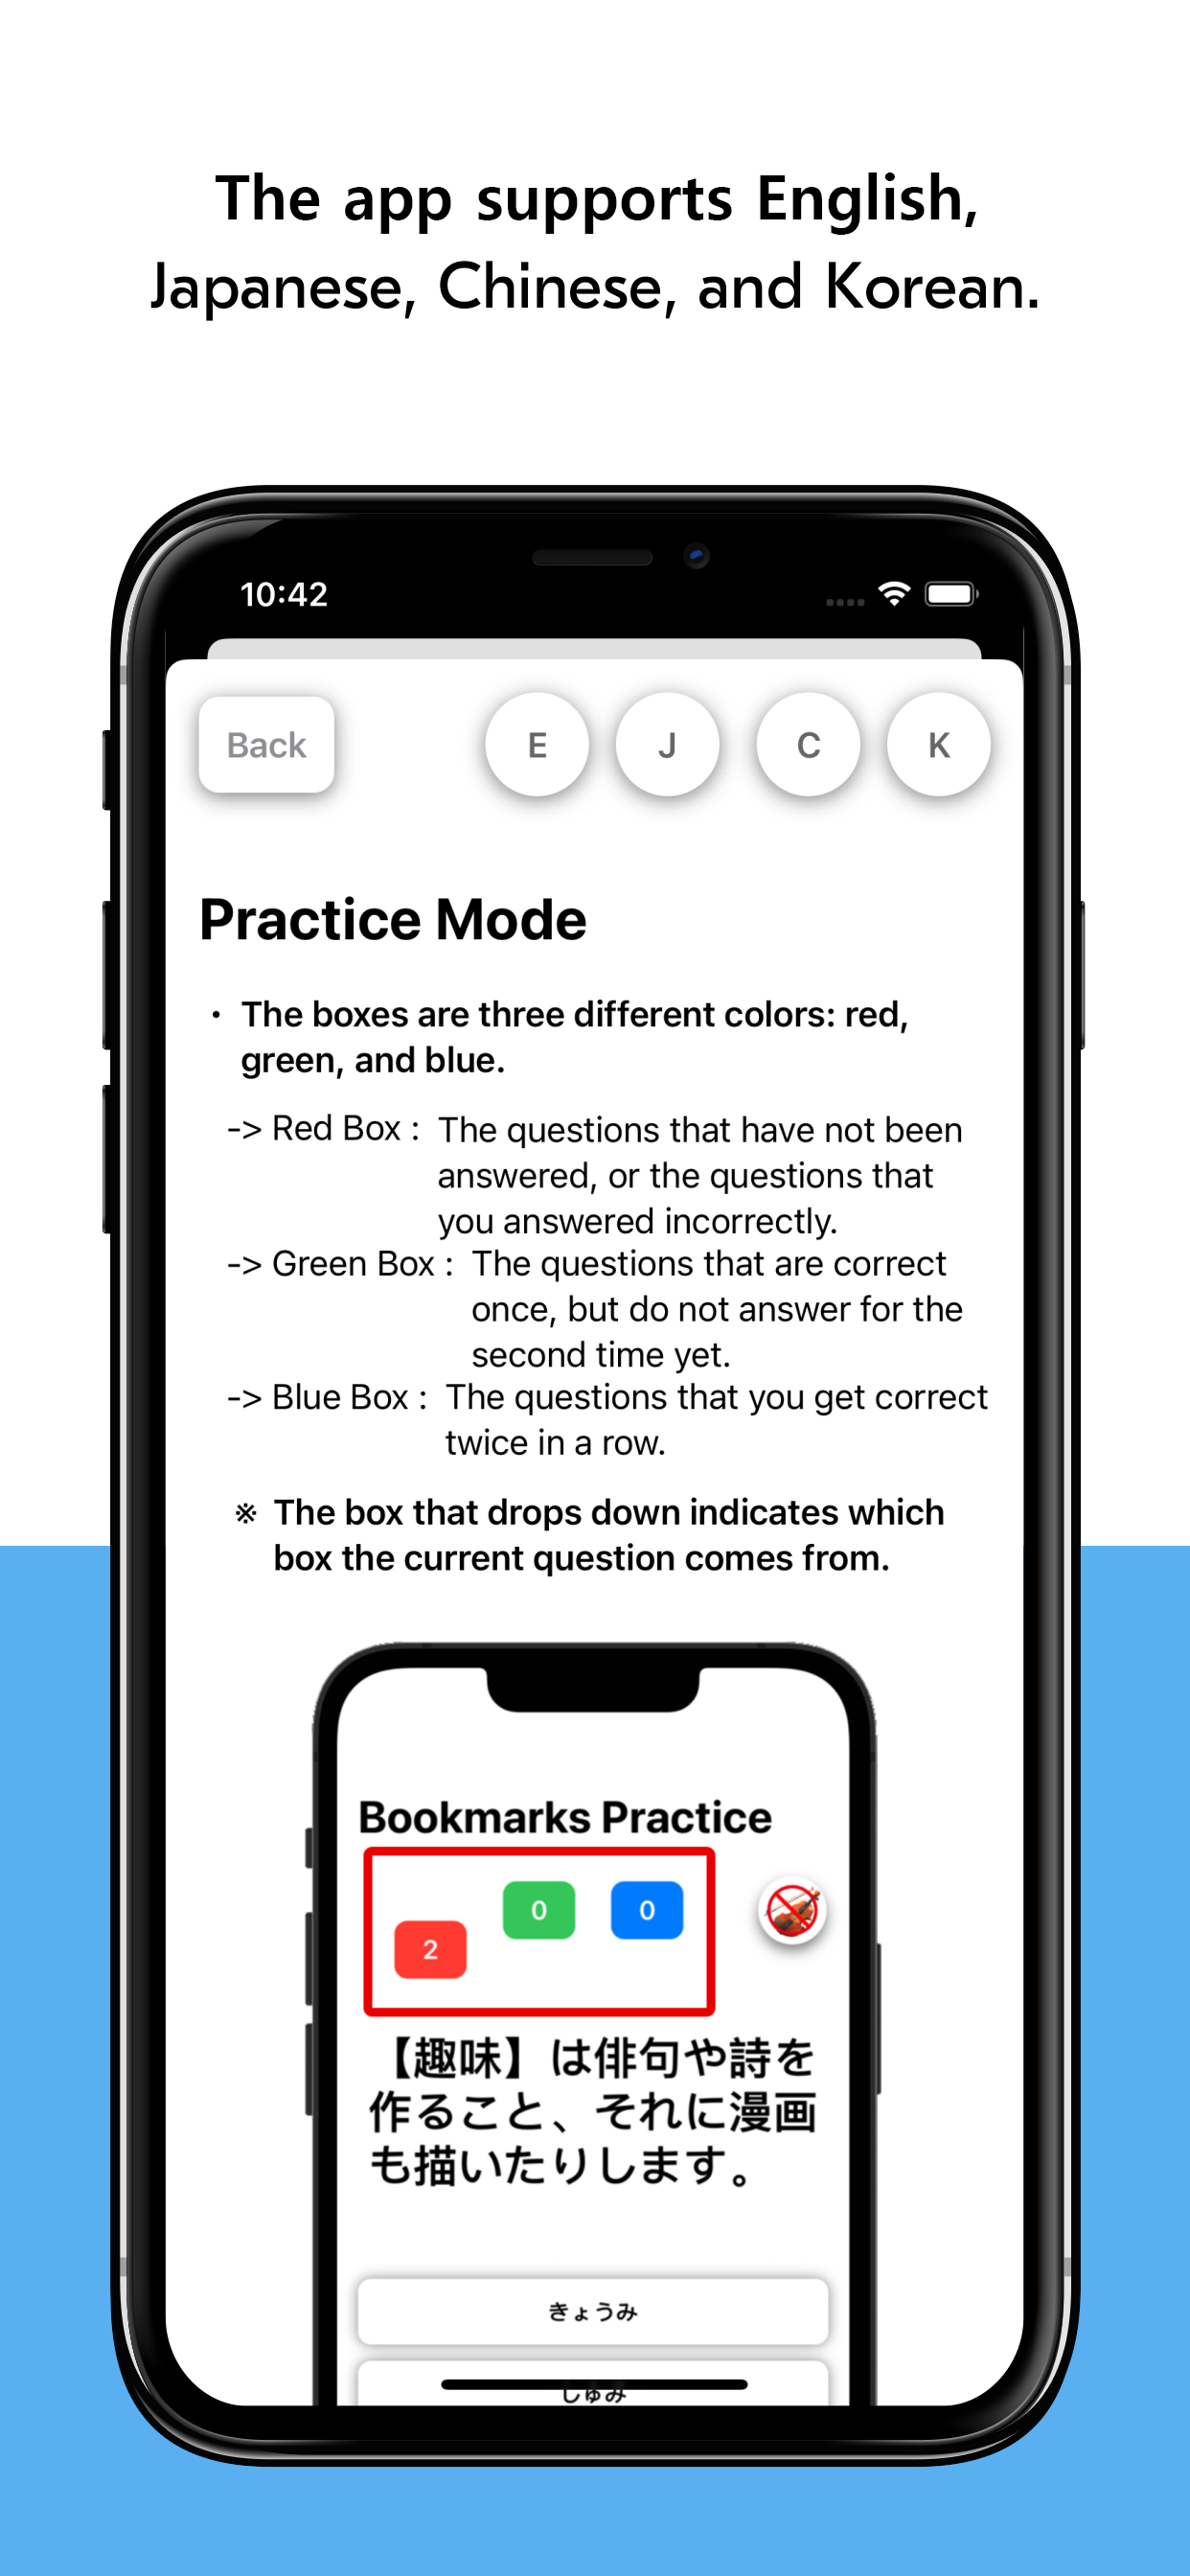 The app supports English,
Japanese, Chinese, and Korean.
10:42
Back E J C K
Practice Mode
・ The boxes are three different colors: red,
green, and blue.
-> Red Box : The questions that have not been
answered, or the questions that
you answered incorrectly.
-> Green Box : The questions that are correct
once, but do not answer for the
second time yet.
-> Blue Box : The questions that you get correct
twice in a row.
※ The box that drops down indicates which
box the current question comes from.
Bookmarks Practice
2 0 0
【趣味】は俳句や詩を
作ること、それに漫画
も描いたりします。
きょうみ
しゅみ